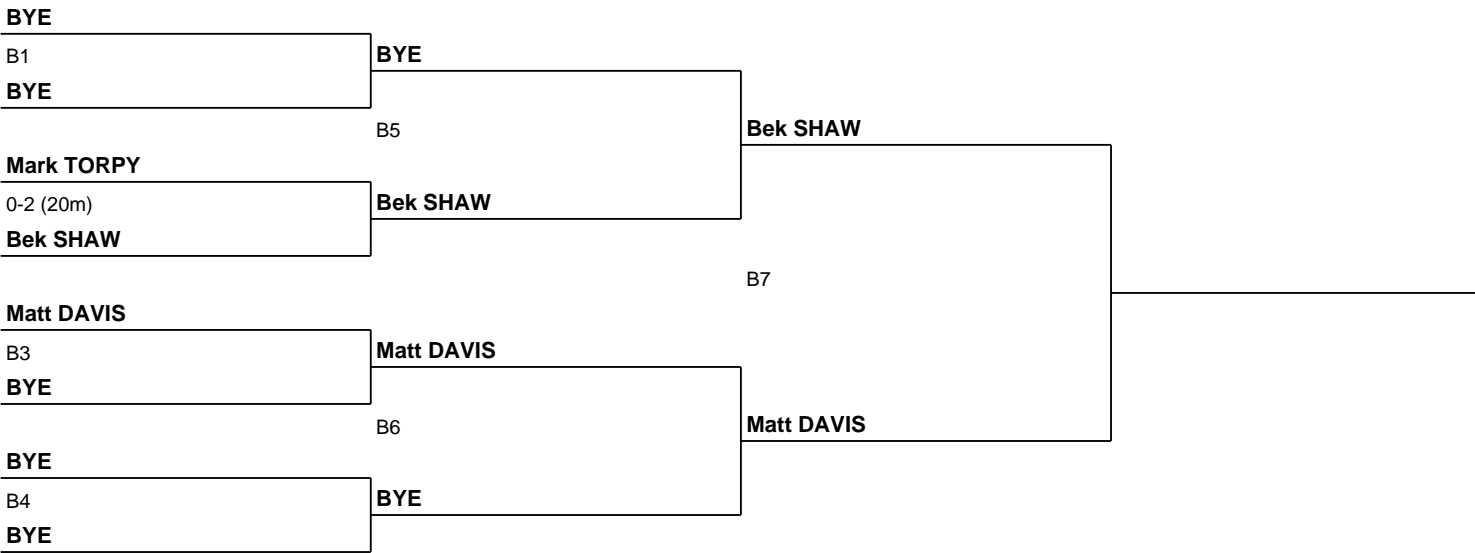 BYE
B1
BYE
BYE
B5
Bek SHAW
Mark TORPY
0-2 (20m)
Bek SHAW
Bek SHAW
B7
Matt DAVIS
B3
Matt DAVIS
BYE
B6
Matt DAVIS
BYE
B4
BYE
BYE